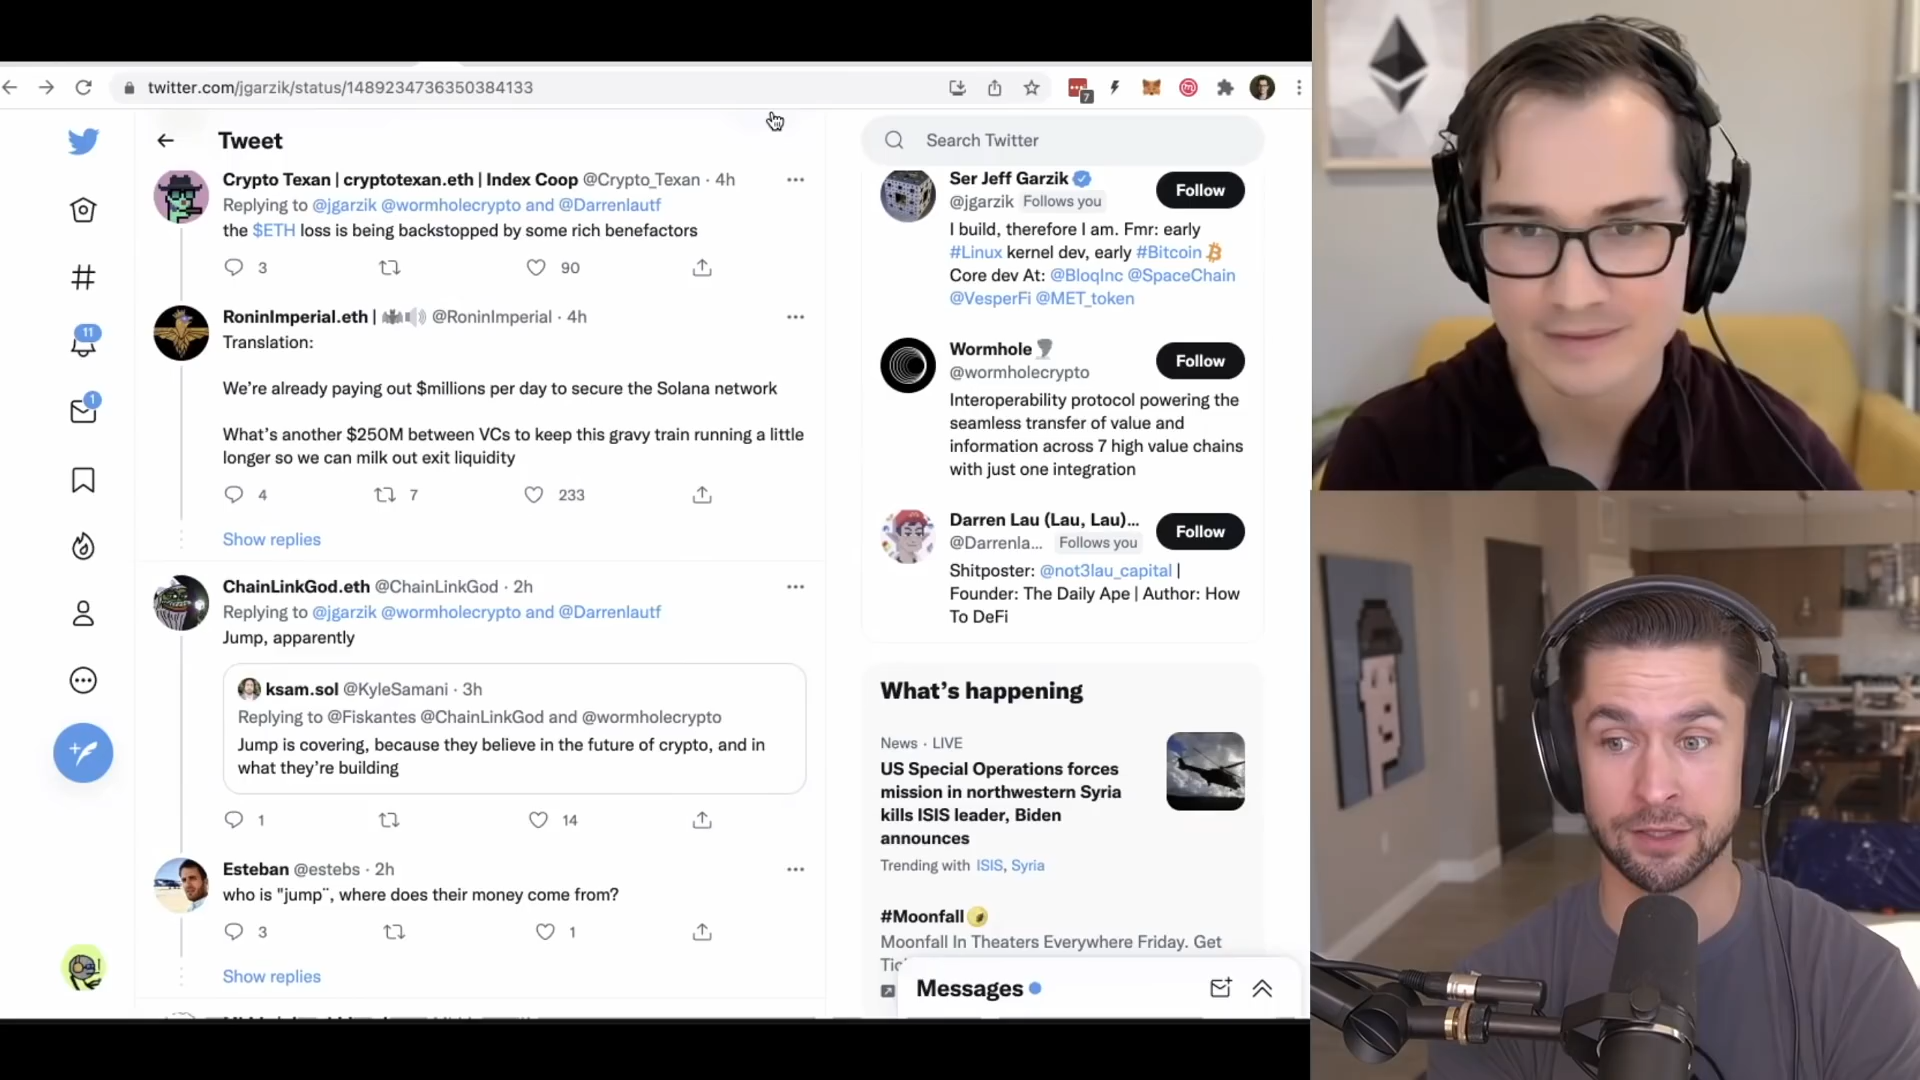 twitter.com/jgarzik/status/1489234736350384133
7
Tweet
Crypto Texan | cryptotexan.eth | Index Coop @Crypto_Texan · 4h
Replying to @jgarzik @wormholecrypto and @Darrenlautf
the $ETH loss is being backstopped by some rich benefactors
3 90
RoninImperial.eth | @RoninImperial · 4h
Translation:
We’re already paying out $millions per day to secure the Solana network
What’s another $250M between VCs to keep this gravy train running a little
longer so we can milk out exit liquidity
4 7 233
Show replies
ChainLinkGod.eth @ChainLinkGod · 2h
Replying to @jgarzik @wormholecrypto and @Darrenlautf
Jump, apparently
ksam.sol @KyleSamani · 3h
Replying to @Fiskantes @ChainLinkGod and @wormholecrypto
Jump is covering, because they believe in the future of crypto, and in
what they’re building
1 14
Esteban @estebs · 2h
who is "jump¨, where does their money come from?
3 1
Show replies
11
1
Search Twitter
Ser Jeff Garzik
@jgarzik Follows you
Follow
I build, therefore I am. Fmr: early
#Linux kernel dev, early #Bitcoin
Core dev At: @BloqInc @SpaceChain
@VesperFi @MET_token
Wormhole
@wormholecrypto
Follow
Interoperability protocol powering the
seamless transfer of value and
information across 7 high value chains
with just one integration
Darren Lau (Lau, Lau)...
@Darrenla... Follows you
Follow
Shitposter: @not3lau_capital |
Founder: The Daily Ape | Author: How
To DeFi
What’s happening
News · LIVE
US Special Operations forces
mission in northwestern Syria
kills ISIS leader, Biden
announces
Trending with ISIS, Syria
#Moonfall
Moonfall In Theaters Everywhere Friday. Get
Messages